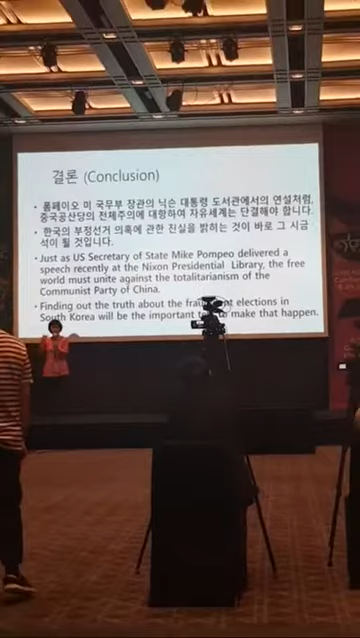 결론 (Conclusion)
• 폼페이오 미 국무부 장관의 닉슨 대통령 도서관에서의 연설처럼,
중국공산당의 전체주의에 대항하여 자유세계는 단결해야 합니다.
• 한국의 부정선거 의혹에 관한 진실을 밝히는 것이 바로 그 시금
석이 될 것입니다.
• Just as US Secretary of State Mike Pompeo delivered a
speech recently at the Nixon Presidential Library, the free
world must unite against the totalitarianism of the
Communist Party of China.
• Finding out the truth about the elections in
South Korea will be the important to make that happen.